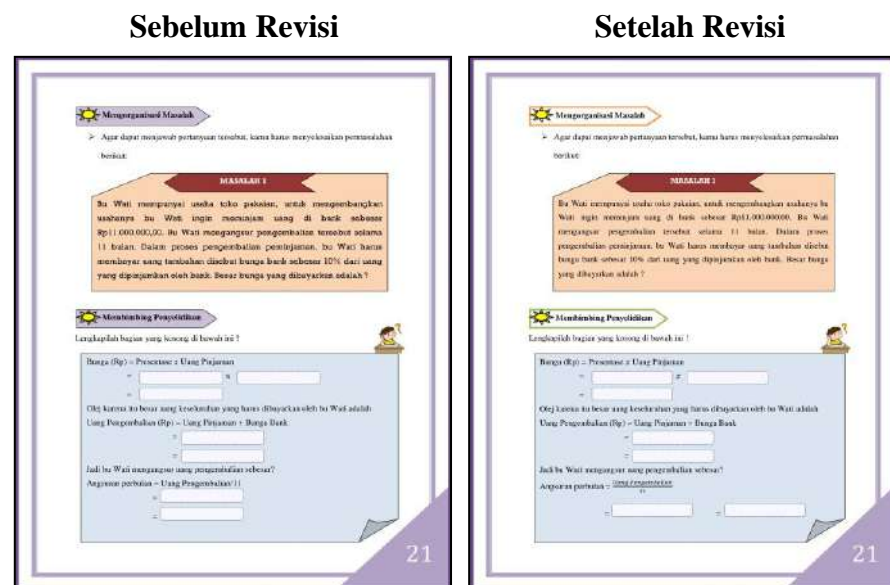 Sebelum Revisi
Mengorganisasi Masalah
➢ Agar dapat menjawab pertanyaan tersebut, kamu harus menyelesaikan permasalahan
berikut:
MASALAH 1
Bu Wati mempunyai usaha toko pakaian, untuk mengembangkan
usahanya bu Wati ingin meminjam uang di bank sebesar
Rp11.000.000,00. Bu Wati mengangsur pengembalian tersebut selama
11 bulan. Dalam proses pengembalian peminjaman, bu Wati harus
membayar uang tambahan disebut bunga bank sebesar 10% dari uang
yang dipinjamkan oleh bank. Besar bunga yang dibayarkan adalah ?
Membimbing Penyelidikan
Lengkapilah bagian yang kosong di bawah ini !
Bunga (Rp) = Presentase x Uang Pinjaman
= x
=
Olej karena itu besar uang keseluruhan yang harus dibayarkan oleh bu Wati adalah
Uang Pengembalian (Rp) = Uang Pinjaman + Bunga Bank
=
=
Jadi bu Wati mengangsur uang pengembalian sebesar?
Angsuran perbulan = Uang Pengembalian/11
=
=
21
Setelah Revisi
Mengorganisasi Masalah
➢ Agar dapat menjawab pertanyaan tersebut, kamu harus menyelesaikan permasalahan
berikut:
MASALAH 1
Bu Wati mempunyai usaha toko pakaian, untuk mengembangkan usahanya bu
Wati ingin meminjam uang di bank sebesar Rp11.000.000,00. Bu Wati
mengangsur pengembalian tersebut selama 11 bulan. Dalam proses
pengembalian peminjaman, bu Wati harus membayar uang tambahan disebut
bunga bank sebesar 10% dari uang yang dipinjamkan oleh bank. Besar bunga
yang dibayarkan adalah ?
Membimbing Penyelidikan
Lengkapilah bagian yang kosong di bawah ini !
Bunga (Rp) = Presentase x Uang Pinjaman
= x
=
Olej karena itu besar uang keseluruhan yang harus dibayarkan oleh bu Wati adalah
Uang Pengembalian (Rp) = Uang Pinjaman + Bunga Bank
=
=
Jadi bu Wati mengangsur uang pengembalian sebesar?
Angsuran perbulan = Uang Pengembalian
11
= =
21